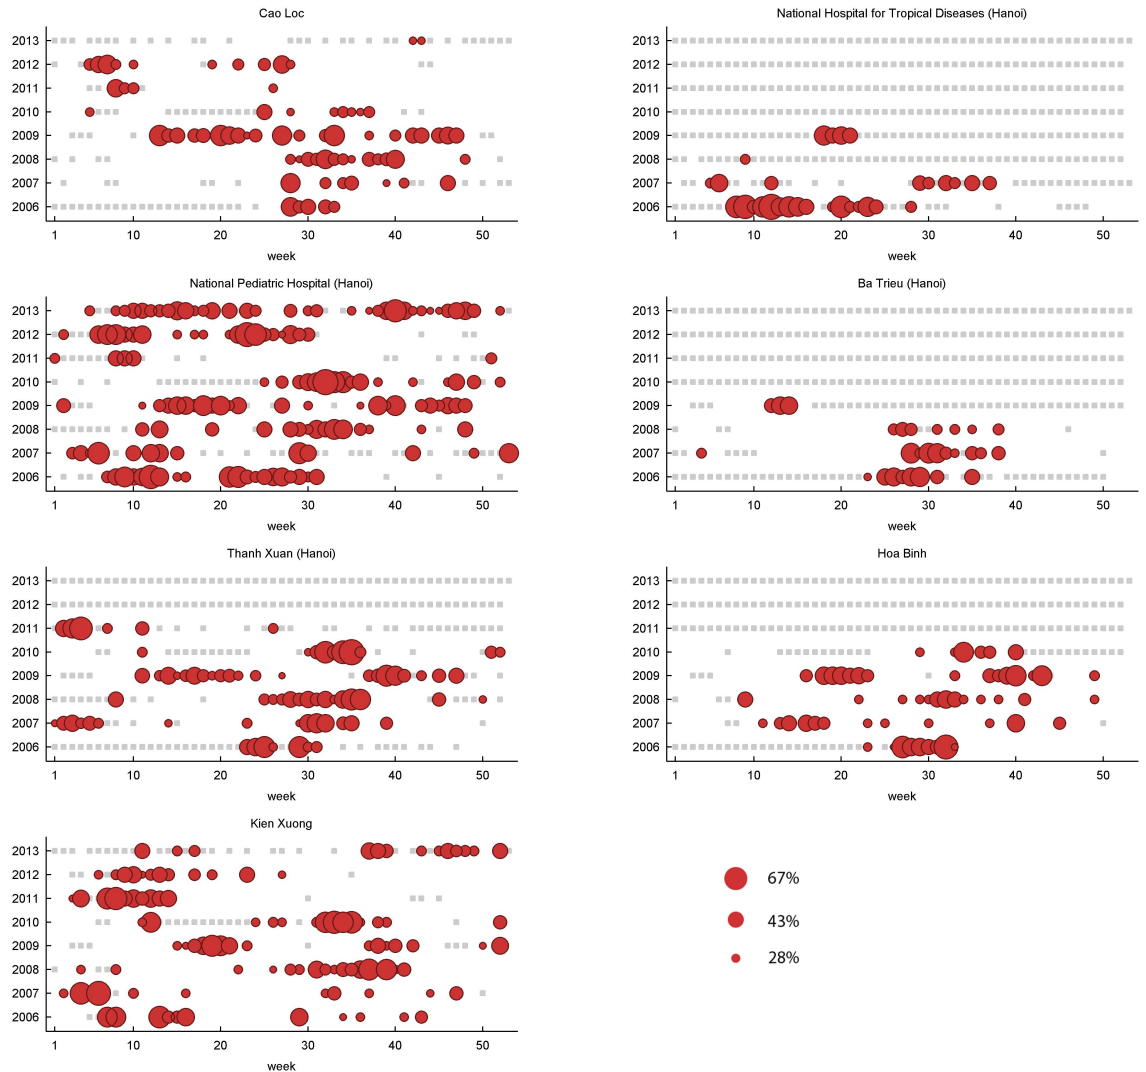 Cao Loc
2013
2012
2011
2010
2009
2008
2007
2006
1 10 20 30 40 50
week
National Hospital for Tropical Diseases (Hanoi)
2013
2012
2011
2010
2009
2008
2007
2006
1 10 20 30 40 50
week
National Pediatric Hospital (Hanoi)
2013
2012
2011
2010
2009
2008
2007
2006
1 10 20 30 40 50
week
Ba Trieu (Hanoi)
2013
2012
2011
2010
2009
2008
2007
2006
1 10 20 30 40 50
week
Thanh Xuan (Hanoi)
2013
2012
2011
2010
2009
2008
2007
2006
1 10 20 30 40 50
week
Hoa Binh
2013
2012
2011
2010
2009
2008
2007
2006
1 10 20 30 40 50
week
Kien Xuong
2013
2012
2011
2010
2009
2008
2007
2006
1 10 20 30 40 50
week
67%
43%
28%